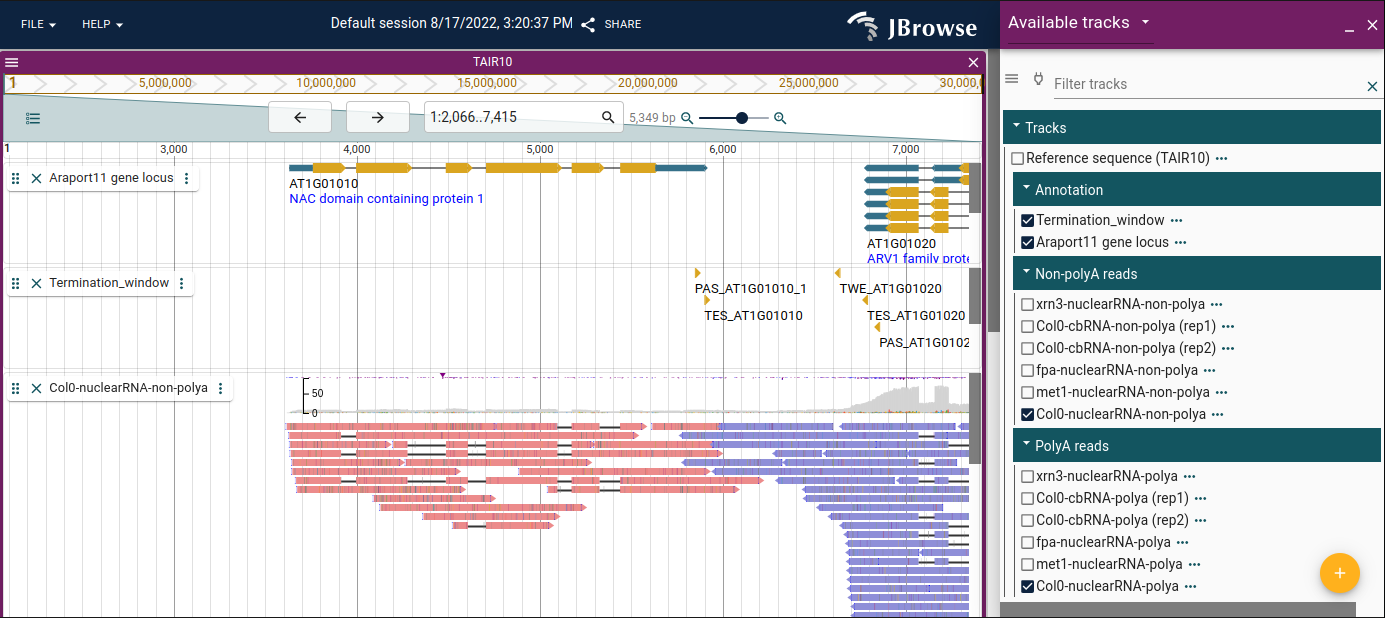 FILE HELP Default session 8/17/2022, 3:20:37 PM SHARE JBrowse
TAIR10
1 5,000,000 10,000,000 15,000,000 20,000,000 25,000,000 30,000,
1:2,066..7,415 5,349 bp
1 3,000 4,000 5,000 6,000 7,000
Araport11 gene locus
AT1G01010
NAC domain containing protein 1
AT1G01020
ARV1 family prote
Termination_window
PAS_AT1G01010_1 TWE_AT1G01020
TES_AT1G01010 TES_AT1G01020
PAS_AT1G0102
Col0-nuclearRNA-non-polya
50
0
Available tracks
Filter tracks
Tracks
Reference sequence (TAIR10)
Annotation
Termination_window
Araport11 gene locus
Non-polyA reads
xrn3-nuclearRNA-non-polya
Col0-cbRNA-non-polya (rep1)
Col0-cbRNA-non-polya (rep2)
fpa-nuclearRNA-non-polya
met1-nuclearRNA-non-polya
Col0-nuclearRNA-non-polya
PolyA reads
xrn3-nuclearRNA-polya
Col0-cbRNA-polya (rep1)
Col0-cbRNA-polya (rep2)
fpa-nuclearRNA-polya
met1-nuclearRNA-polya
Col0-nuclearRNA-polya